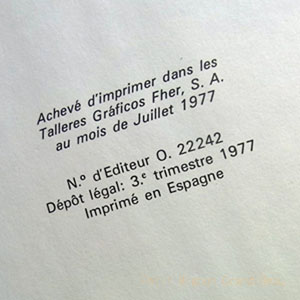 Achevé d'imprimer dans les
Talleres Gráficos Fher, S. A.
au mois de Juillet 1977
N.º d'Editeur O. 22242
Dépôt légal: 3.e trimestre 1977
Imprimé en Espagne